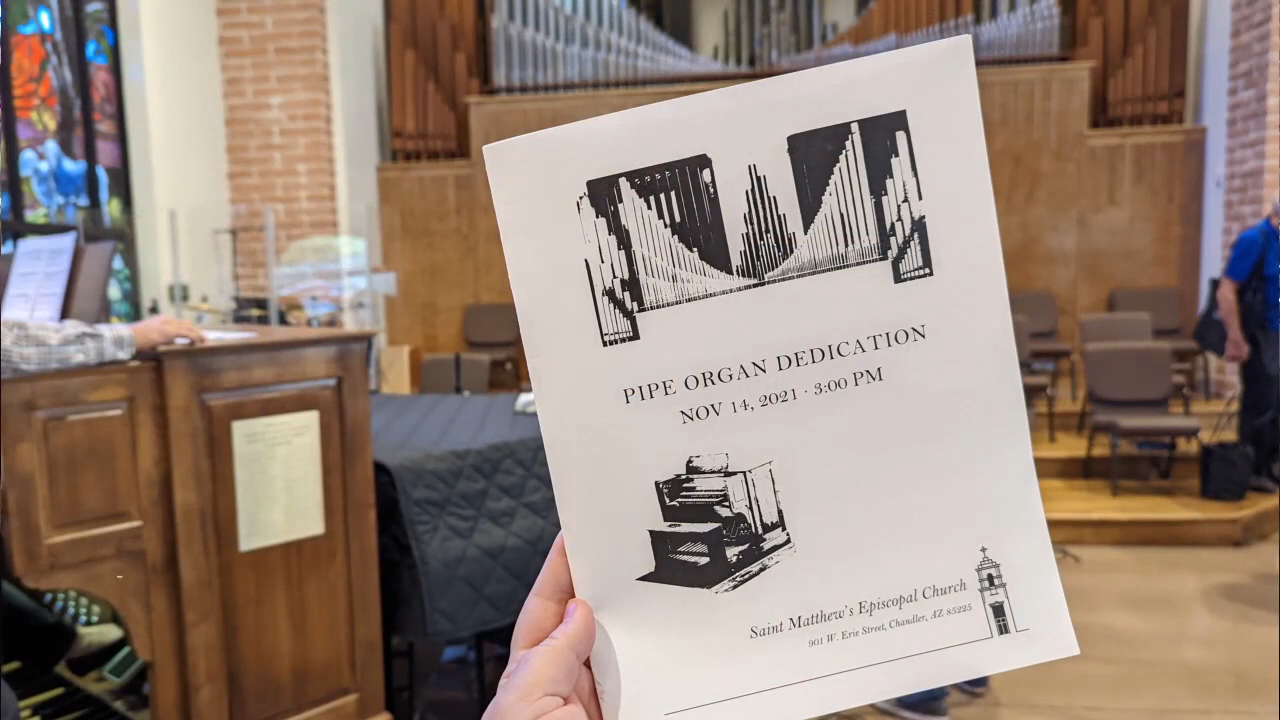 PIPE ORGAN DEDICATION
NOV 14, 2021 · 3:00 PM
Saint Matthew's Episcopal Church
901 W. Erie Street, Chandler, AZ 85225